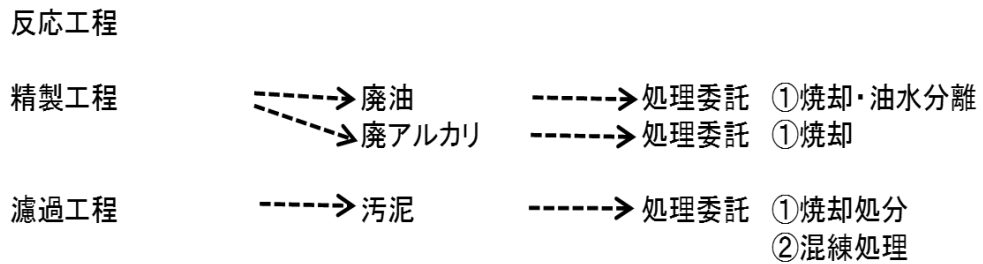 反応工程
精製工程 廃油 処理委託 ①焼却・油水分離
廃アルカリ 処理委託 ①焼却
濾過工程 汚泥 処理委託 ①焼却処分
②混練処理